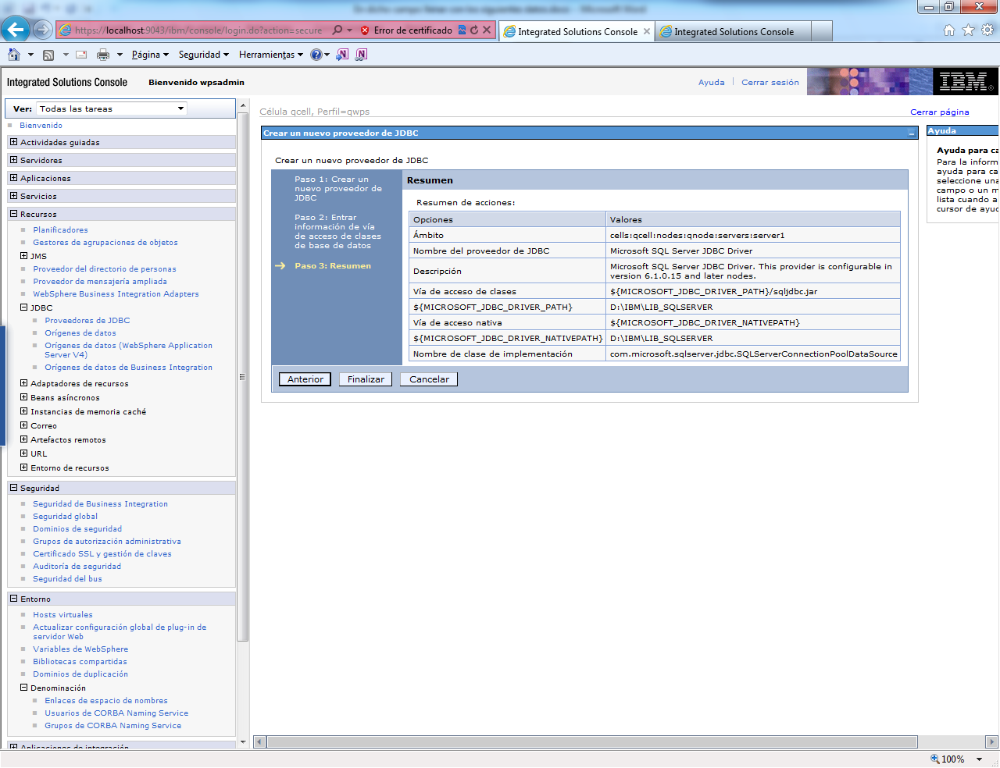 En dicho campo llenar con los siguientes datos.docx - Microsoft Word
https://localhost:9043/ibm/console/login.do?action=secure
Error de certificado
Integrated Solutions Console
Integrated Solutions Console
Página
Seguridad
Herramientas
Integrated Solutions Console
Bienvenido wpsadmin
Ayuda
Cerrar sesión
IBM
Ver:
Todas las tareas
Bienvenido
Actividades guiadas
Servidores
Aplicaciones
Servicios
Recursos
Planificadores
Gestores de agrupaciones de objetos
JMS
Proveedor del directorio de personas
Proveedor de mensajería ampliada
WebSphere Business Integration Adapters
JDBC
Proveedores de JDBC
Orígenes de datos
Orígenes de datos (WebSphere Application
Server V4)
Orígenes de datos de Business Integration
Adaptadores de recursos
Beans asíncronos
Instancias de memoria caché
Correo
Artefactos remotos
URL
Entorno de recursos
Seguridad
Seguridad de Business Integration
Seguridad global
Dominios de seguridad
Grupos de autorización administrativa
Certificado SSL y gestión de claves
Auditoría de seguridad
Seguridad del bus
Entorno
Hosts virtuales
Actualizar configuración global de plug-in de
servidor Web
Variables de WebSphere
Bibliotecas compartidas
Dominios de duplicación
Denominación
Enlaces de espacio de nombres
Usuarios de CORBA Naming Service
Grupos de CORBA Naming Service
Aplicaciones de integración
Célula qcell, Perfil=qwps
Cerrar página
Crear un nuevo proveedor de JDBC
Crear un nuevo proveedor de JDBC
Paso 1: Crear un
nuevo proveedor de
JDBC
Paso 2: Entrar
información de vía
de acceso de clases
de base de datos
Paso 3: Resumen
Resumen
Resumen de acciones:
Opciones
Valores
Ámbito
cells:qcell:nodes:qnode:servers:server1
Nombre del proveedor de JDBC
Microsoft SQL Server JDBC Driver
Descripción
Microsoft SQL Server JDBC Driver. This provider is configurable in
version 6.1.0.15 and later nodes.
Vía de acceso de clases
${MICROSOFT_JDBC_DRIVER_PATH}/sqljdbc.jar
${MICROSOFT_JDBC_DRIVER_PATH}
D:\IBM\LIB_SQLSERVER
Vía de acceso nativa
${MICROSOFT_JDBC_DRIVER_NATIVEPATH}
${MICROSOFT_JDBC_DRIVER_NATIVEPATH}
D:\IBM\LIB_SQLSERVER
Nombre de clase de implementación
com.microsoft.sqlserver.jdbc.SQLServerConnectionPoolDataSource
Anterior
Finalizar
Cancelar
Ayuda
Ayuda para ca
Para la inform
ayuda para ca
seleccione una
campo o un m
lista cuando a
cursor de ayuc
100%